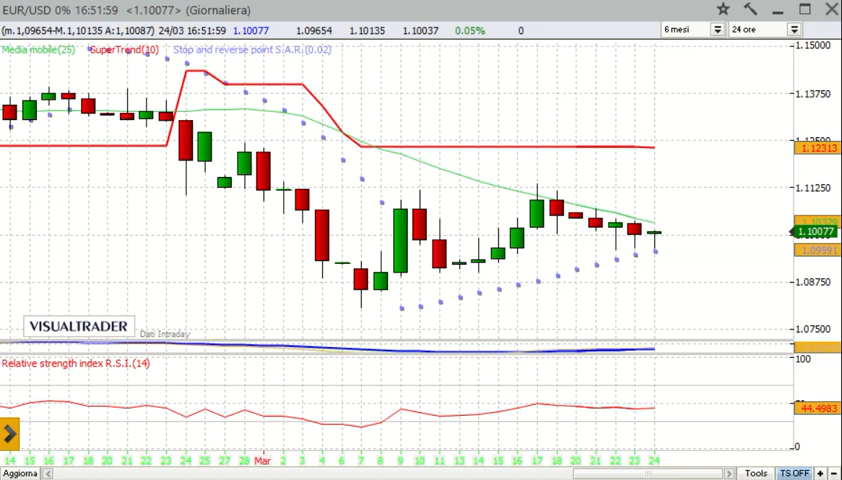 EUR/USD 0% 16:51:59 <1.10077> (Giornaliera)
(m.1,09654-M.1,10135 A:1,10087) 24/03 16:51:59 1.10077 1.09654 1.10135 1.10037 0.05% 0 6 mesi 24 ore
Media mobile(25) SuperTrend(10) Stop and reverse point S.A.R.(0.02)
1.15000
1.13750
1.12500
1.12313
1.11250
1.10379
1.10077
1.09591
1.08750
1.07500
VISUALTRADER
Dati Intraday
Relative strength index R.S.I.(14)
100
44.4983
0
14 15 16 17 18 20 21 22 23 24 25 27 28 Mar 2 3 4 6 7 8 9 10 11 13 14 15 16 17 18 20 21 22 23 24
Aggiorna Tools TS OFF